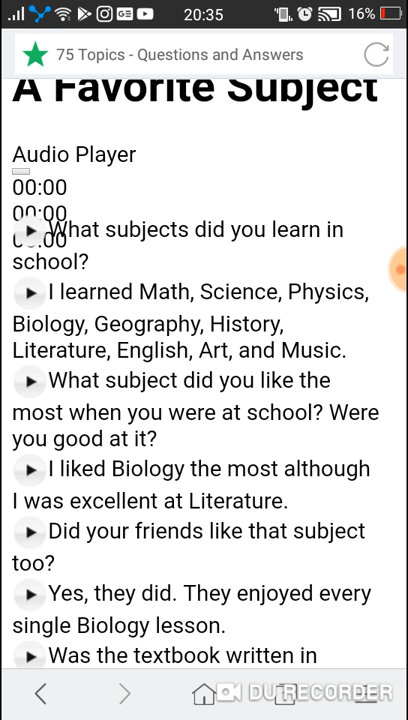 20:35 16%
75 Topics - Questions and Answers
A Favorite Subject
Audio Player
00:00
00:00
00:00
What subjects did you learn in
school?
I learned Math, Science, Physics,
Biology, Geography, History,
Literature, English, Art, and Music.
What subject did you like the
most when you were at school? Were
you good at it?
I liked Biology the most although
I was excellent at Literature.
Did your friends like that subject
too?
Yes, they did. They enjoyed every
single Biology lesson.
Was the textbook written in
DU RECORDER